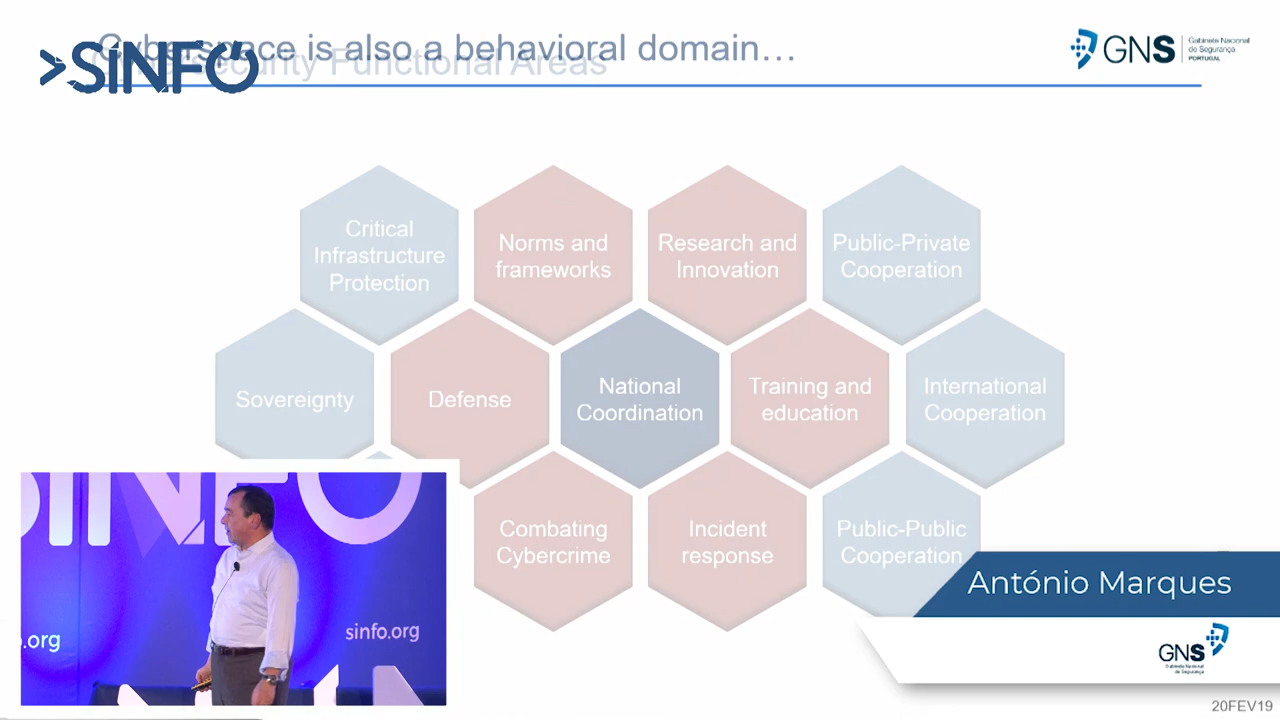 Cyberspace is also a behavioral domain…
Functional Areas
>SINFO
GNS
Gabinete Nacional
de Segurança
PORTUGAL
Critical
Infrastructure
Protection
Norms and
frameworks
Research and
Innovation
Public-Private
Cooperation
Sovereignty
Defense
National
Coordination
Training and
education
International
Cooperation
Combating
Cybercrime
Incident
response
Public-Public
Cooperation
SINFO
.org
sinfo.org
António Marques
GNS
Gabinete Nacional
de Segurança
20FEV19